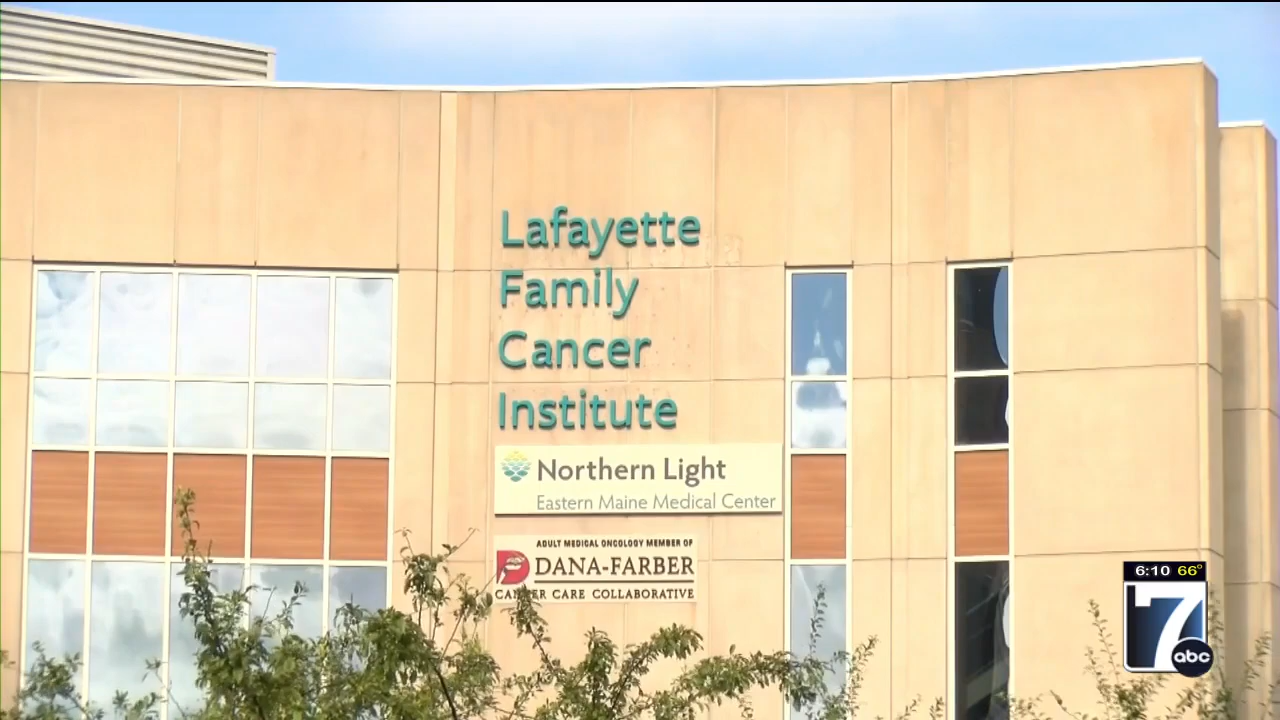 Lafayette
Family
Cancer
Institute
Northern Light
Eastern Maine Medical Center
ADULT MEDICAL ONCOLOGY MEMBER OF
DANA-FARBER
CANCER CARE COLLABORATIVE
6:10 66°
7
abc